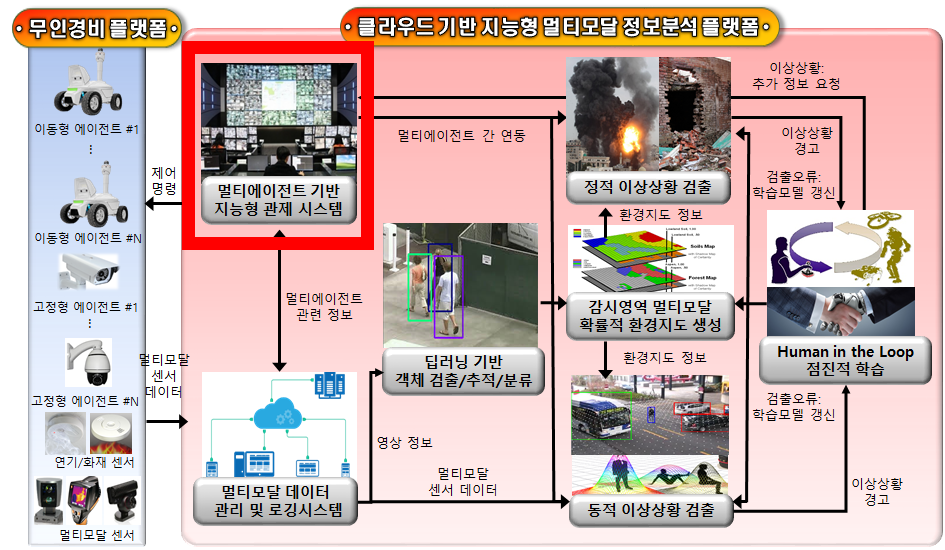 무인경비 플랫폼
클라우드 기반 지능형 멀티모달 정보분석 플랫폼
이동형 에이전트 #1
이동형 에이전트 #N
고정형 에이전트 #1
고정형 에이전트 #N
연기/화재 센서
멀티모달 센서
제어
명령
멀티모달
센서
데이터
멀티에이전트 기반
지능형 관제 시스템
멀티에이전트 간 연동
멀티에이전트
관련 정보
딥러닝 기반
객체 검출/추적/분류
영상 정보
멀티모달 데이터
관리 및 로깅시스템
멀티모달
센서 데이터
정적 이상상황 검출
환경지도 정보
Soils Map
Forest Map
감시영역 멀티모달
확률적 환경지도 생성
환경지도 정보
동적 이상상황 검출
이상상황:
추가 정보 요청
이상상황
경고
검출오류:
학습모델 갱신
Human in the Loop
점진적 학습
검출오류:
학습모델 갱신
이상상황
경고